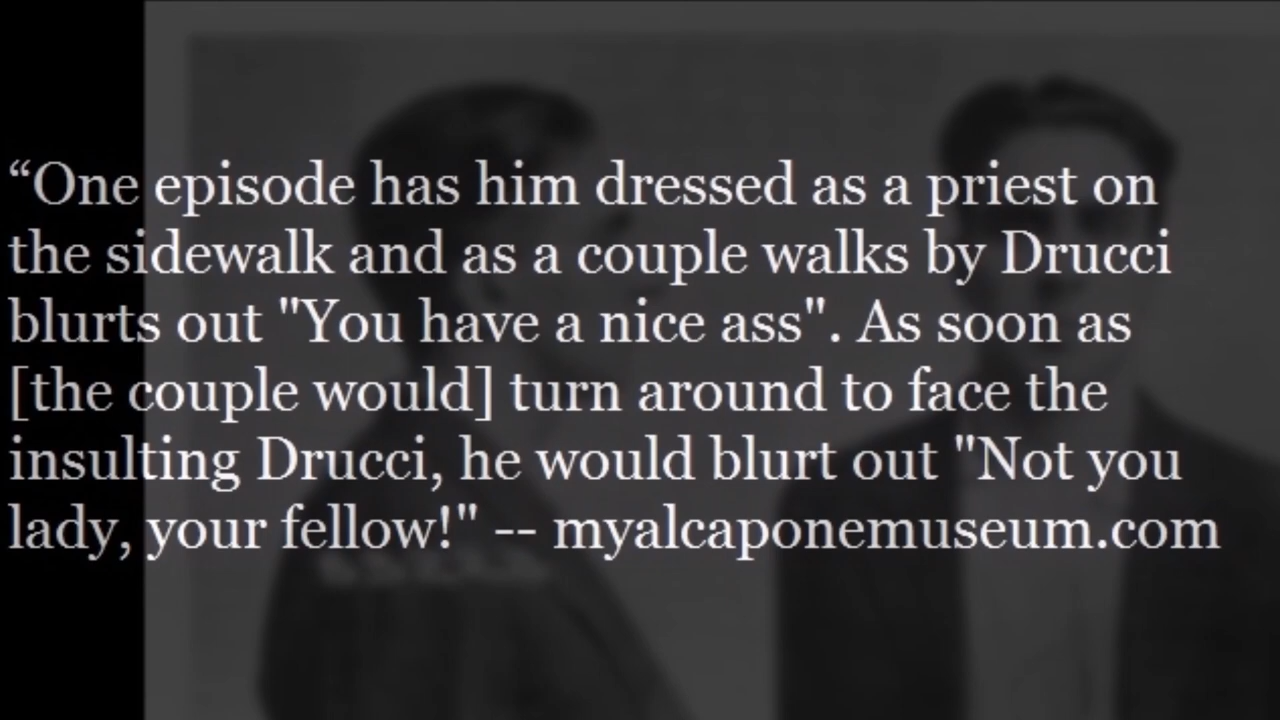 “One episode has him dressed as a priest on
the sidewalk and as a couple walks by Drucci
blurts out "You have a nice ass". As soon as
[the couple would] turn around to face the
insulting Drucci, he would blurt out "Not you
lady, your fellow!" -- myalcaponemuseum.com